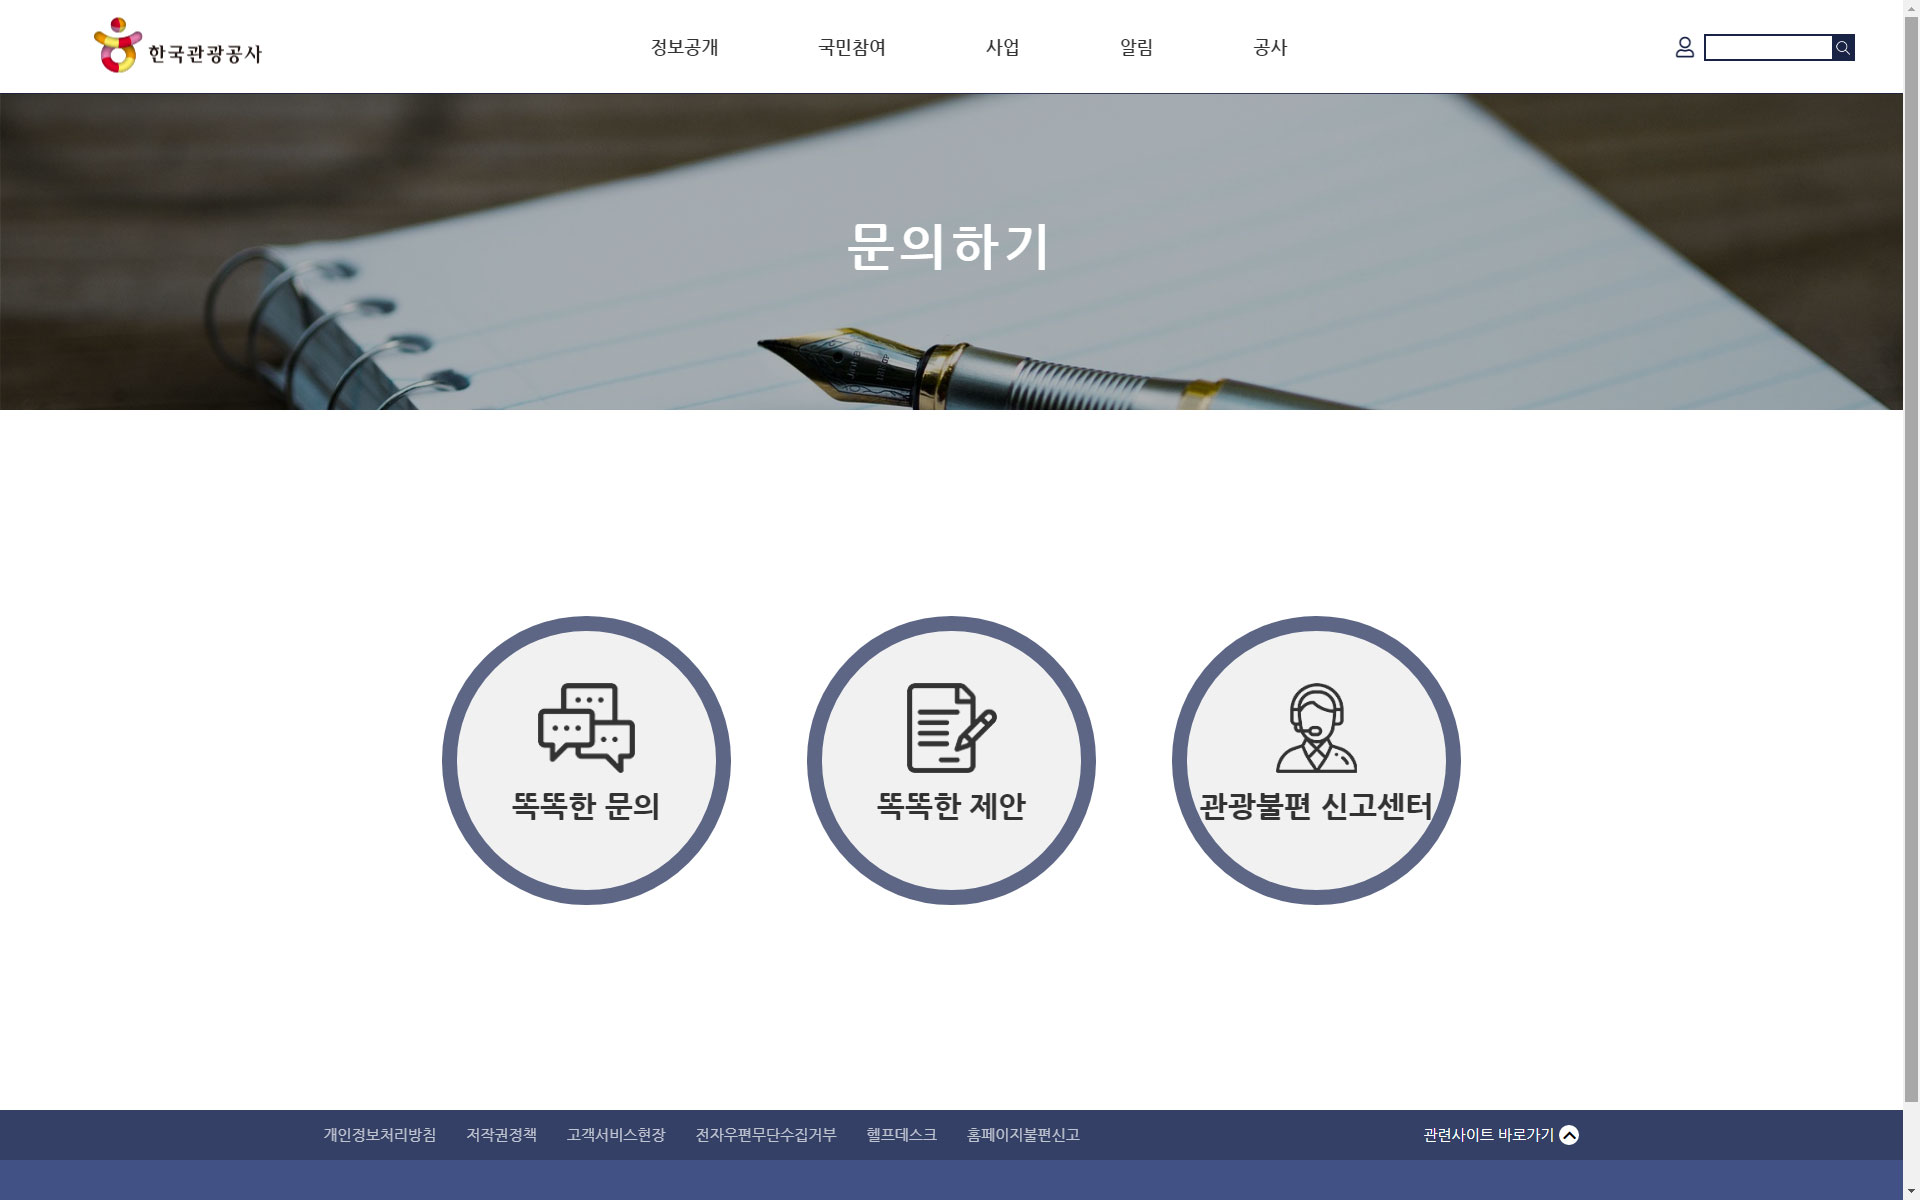 한국관광공사
정보공개 국민참여 사업 알림 공사
문의하기
똑똑한 문의
똑똑한 제안
관광불편 신고센터
개인정보처리방침 저작권정책 고객서비스헌장 전자우편무단수집거부 헬프데스크 홈페이지불편신고 관련사이트 바로가기